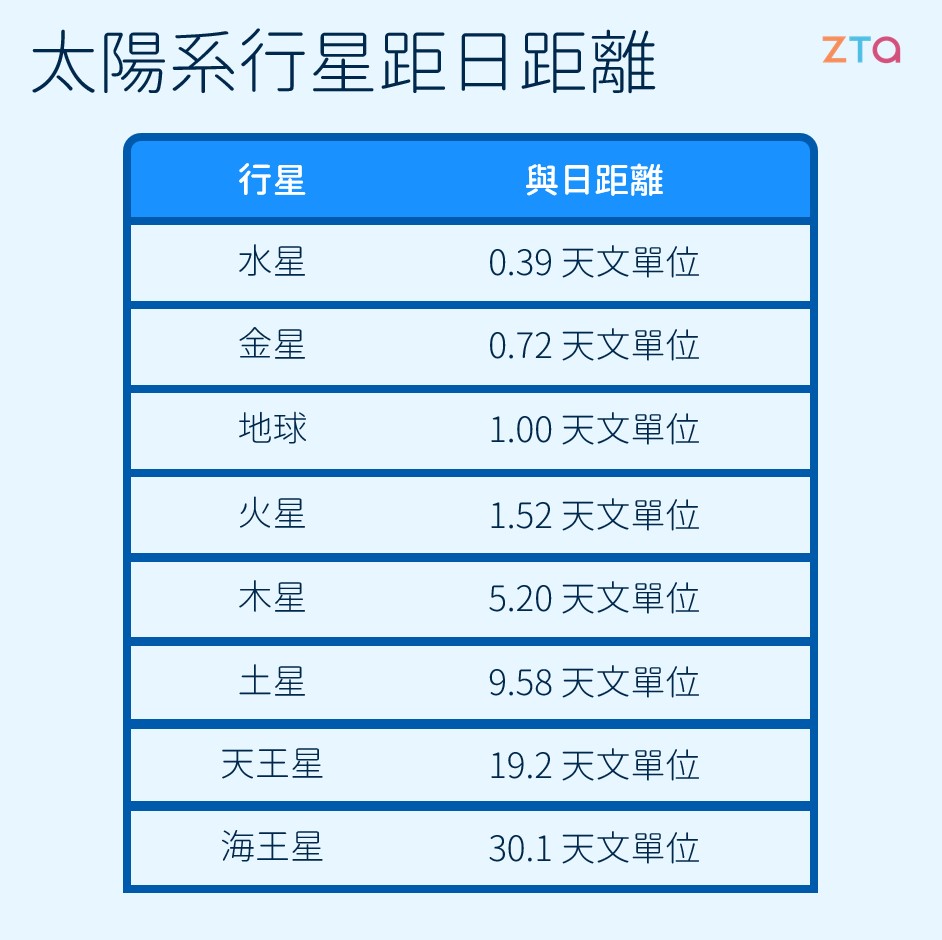 太陽系行星距日距離
ZTA
行星 與日距離
水星 0.39 天文單位
金星 0.72 天文單位
地球 1.00 天文單位
火星 1.52 天文單位
木星 5.20 天文單位
土星 9.58 天文單位
天王星 19.2 天文單位
海王星 30.1 天文單位